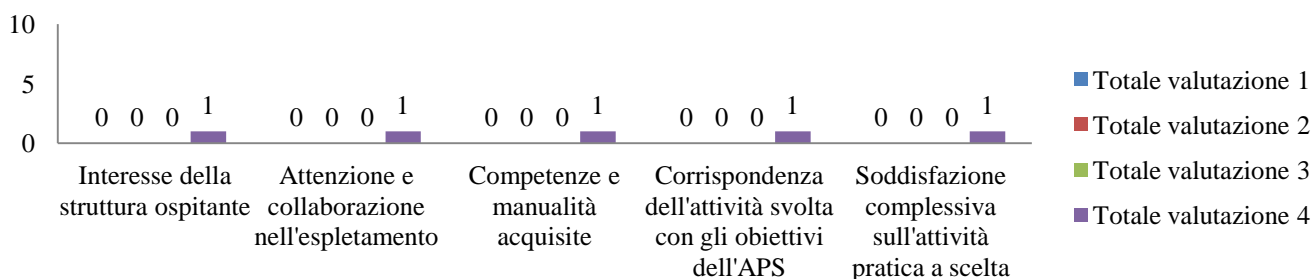 10
5
0
0 0 0 1 0 0 0 1 0 0 0 1 0 0 0 1 0 0 0 1
Interesse della
struttura ospitante
Attenzione e
collaborazione
nell'espletamento
Competenze e
manualità
acquisite
Corrispondenza
dell'attività svolta
con gli obiettivi
dell'APS
Soddisfazione
complessiva
sull'attività
pratica a scelta
Totale valutazione 1
Totale valutazione 2
Totale valutazione 3
Totale valutazione 4